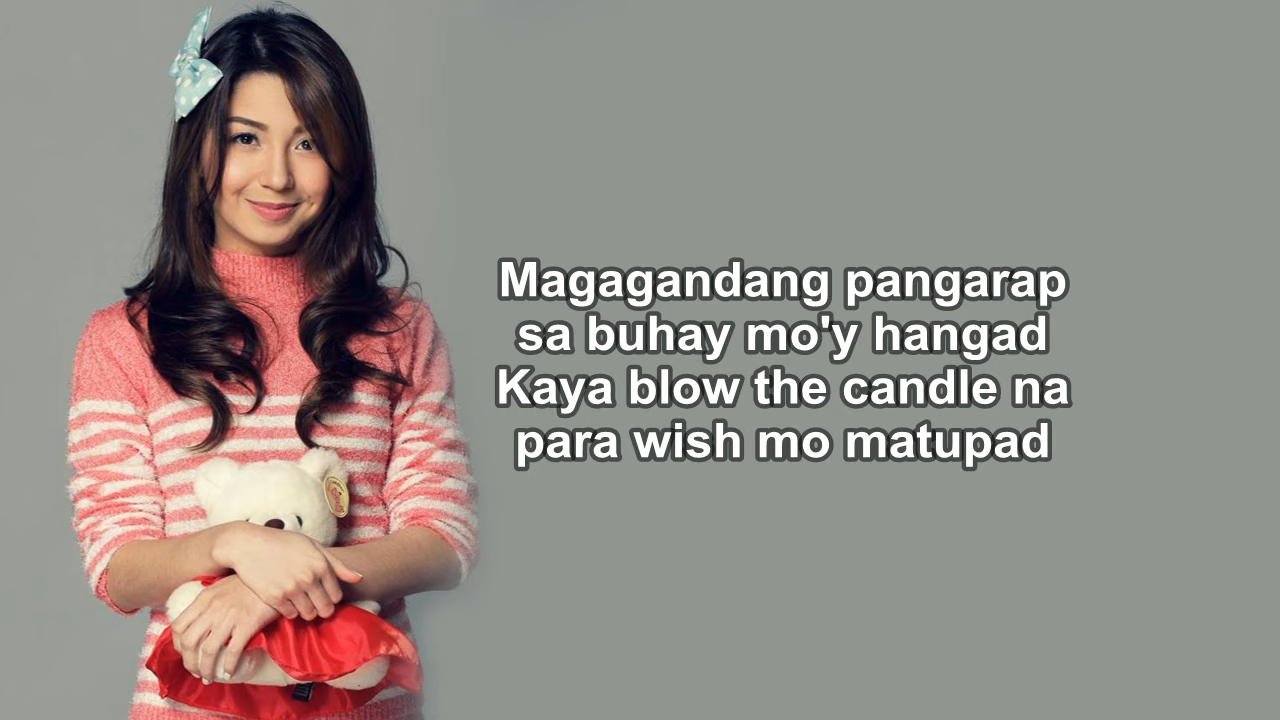 Magagandang pangarap
sa buhay mo'y hangad
Kaya blow the candle na
para wish mo matupad